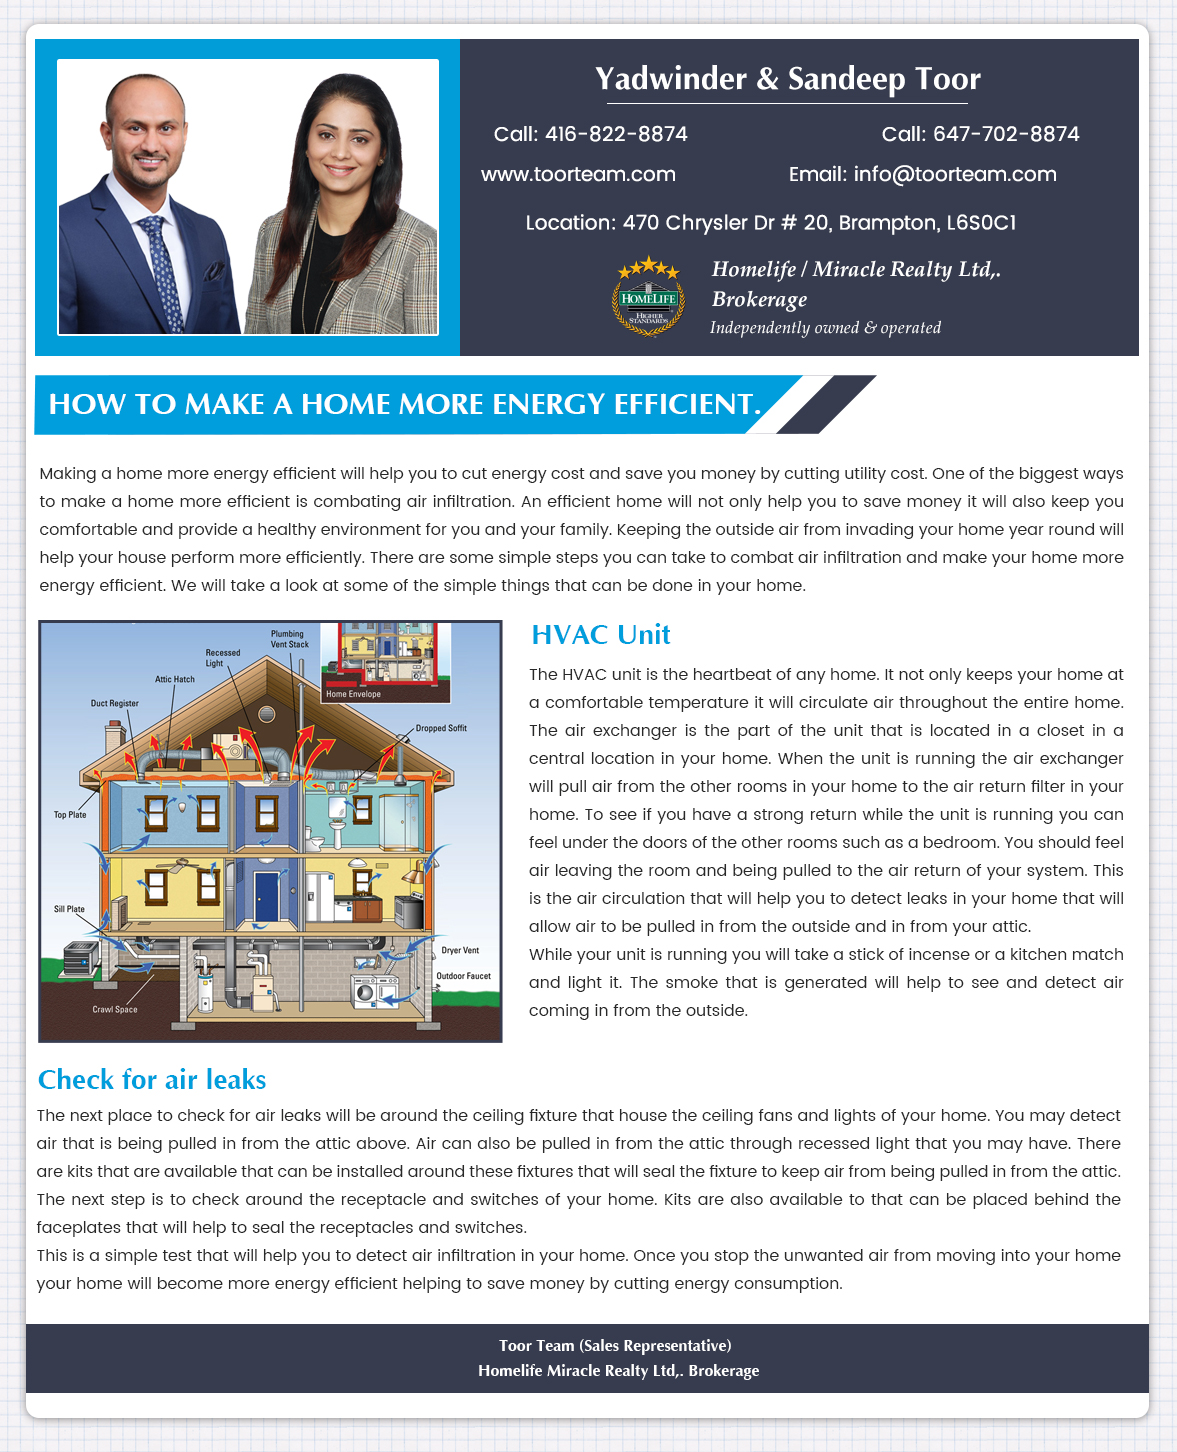 Yadwinder & Sandeep Toor
Call: 416-822-8874
Call: 647-702-8874
www.toorteam.com
Email: info@toorteam.com
Location: 470 Chrysler Dr # 20, Brampton, L6S0C1
HOMELIFE
HIGHER
STANDARDS
Homelife / Miracle Realty Ltd,.
Brokerage
Independently owned & operated
HOW TO MAKE A HOME MORE ENERGY EFFICIENT.
Making a home more energy efficient will help you to cut energy cost and save you money by cutting utility cost. One of the biggest ways
to make a home more efficient is combating air infiltration. An efficient home will not only help you to save money it will also keep you
comfortable and provide a healthy environment for you and your family. Keeping the outside air from invading your home year round will
help your house perform more efficiently. There are some simple steps you can take to combat air infiltration and make your home more
energy efficient. We will take a look at some of the simple things that can be done in your home.
Plumbing
Vent Stack
Recessed
Light
Attic Hatch
Duct Register
Home Envelope
Dropped Soffit
Top Plate
Sill Plate
Dryer Vent
Outdoor Faucet
Crawl Space
HVAC Unit
The HVAC unit is the heartbeat of any home. It not only keeps your home at
a comfortable temperature it will circulate air throughout the entire home.
The air exchanger is the part of the unit that is located in a closet in a
central location in your home. When the unit is running the air exchanger
will pull air from the other rooms in your home to the air return filter in your
home. To see if you have a strong return while the unit is running you can
feel under the doors of the other rooms such as a bedroom. You should feel
air leaving the room and being pulled to the air return of your system. This
is the air circulation that will help you to detect leaks in your home that will
allow air to be pulled in from the outside and in from your attic.
While your unit is running you will take a stick of incense or a kitchen match
and light it. The smoke that is generated will help to see and detect air
coming in from the outside.
Check for air leaks
The next place to check for air leaks will be around the ceiling fixture that house the ceiling fans and lights of your home. You may detect
air that is being pulled in from the attic above. Air can also be pulled in from the attic through recessed light that you may have. There
are kits that are available that can be installed around these fixtures that will seal the fixture to keep air from being pulled in from the attic.
The next step is to check around the receptacle and switches of your home. Kits are also available to that can be placed behind the
faceplates that will help to seal the receptacles and switches.
This is a simple test that will help you to detect air infiltration in your home. Once you stop the unwanted air from moving into your home
your home will become more energy efficient helping to save money by cutting energy consumption.
Toor Team (Sales Representative)
Homelife Miracle Realty Ltd,. Brokerage